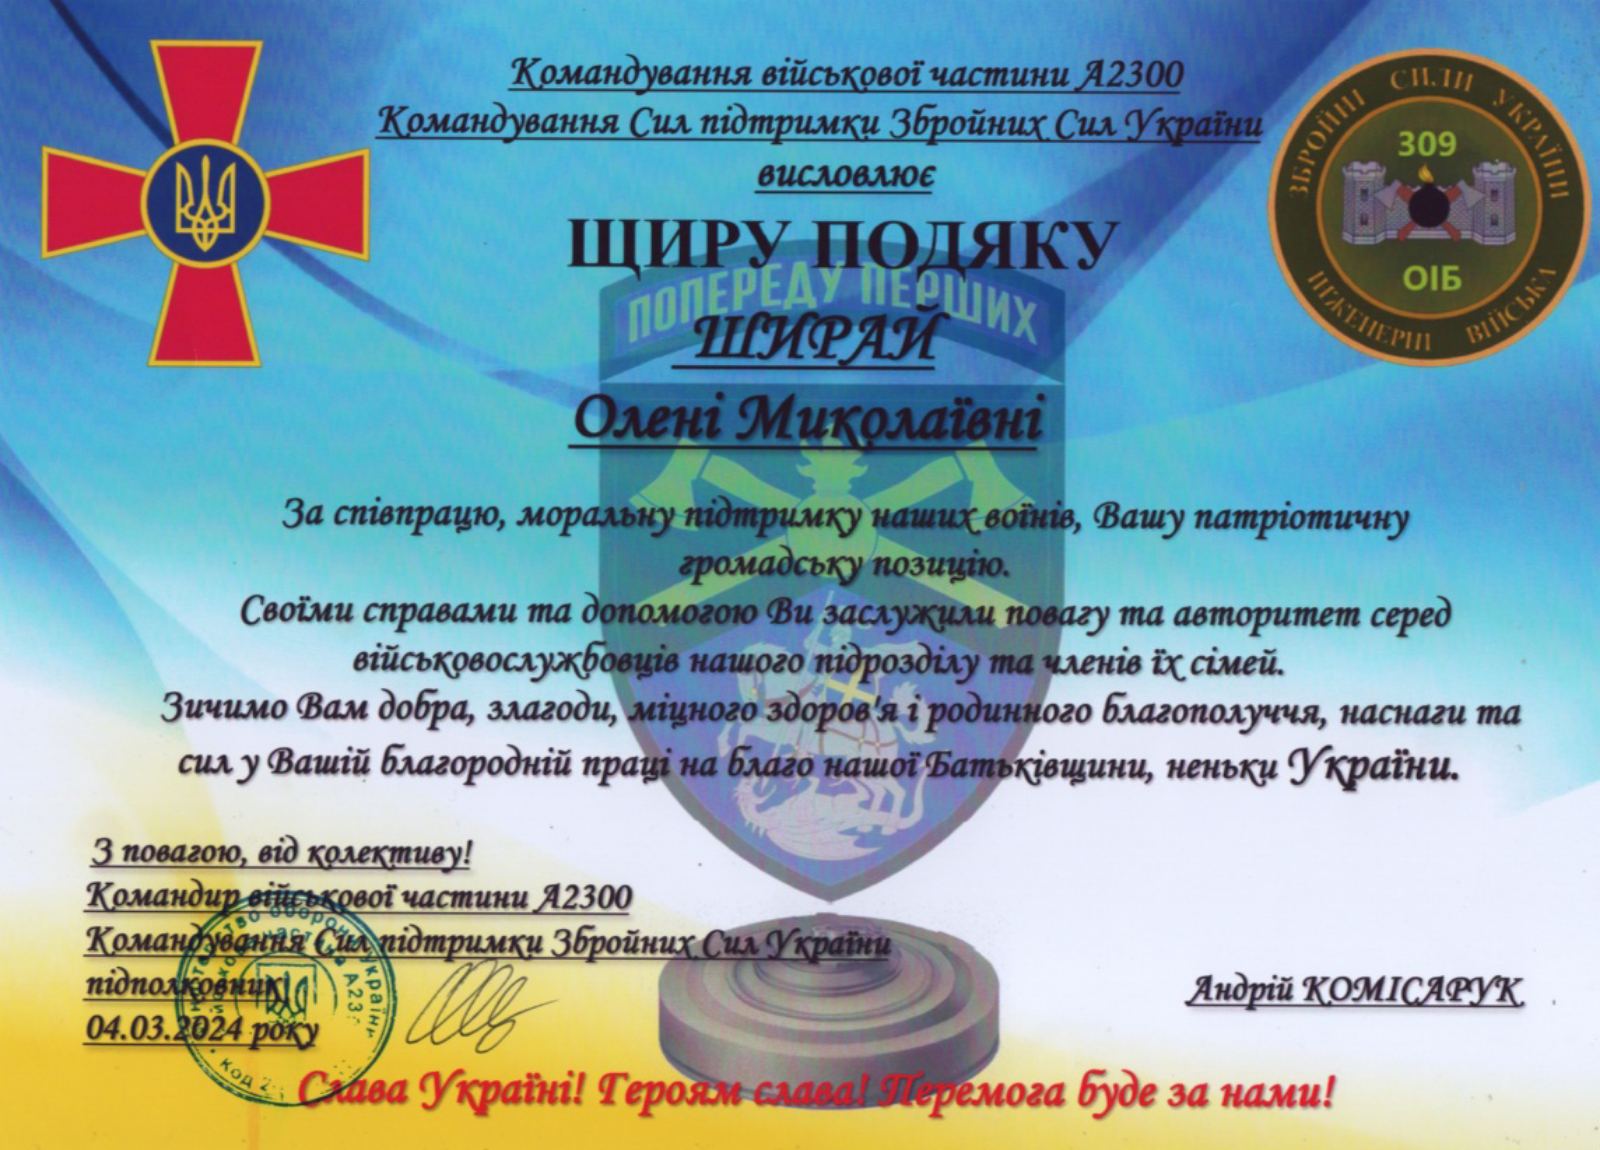 Командування військової частини А2300
Командування Сил підтримки Збройних Сил України
висловлює
ЩИРУ ПОДЯКУ
ПОПЕРЕДУ ПЕРШИХ
ШИРАЙ
Олені Миколаївні
ЗБРОЙНІ СИЛИ УКРАЇНИ
309
ОІБ
ІНЖЕНЕРНІ ВІЙСЬКА
За співпрацю, моральну підтримку наших воїнів, Вашу патріотичну
громадську позицію.
Своїми справами та допомогою Ви заслужили повагу та авторитет серед
військовослужбовців нашого підрозділу та членів їх сімей.
Зичимо Вам добра, злагоди, міцного здоров'я і родинного благополуччя, наснаги та
сил у Вашій благородній праці на благо нашої Батьківщини, неньки України.
З повагою, від колективу!
Командир військової частини А2300
Командування Сил підтримки Збройних Сил України
підполковник
Андрій КОМІСАРУК
04.03.2024 року
оборони України
Код
Слава Україні! Героям слава! Перемога буде за нами!